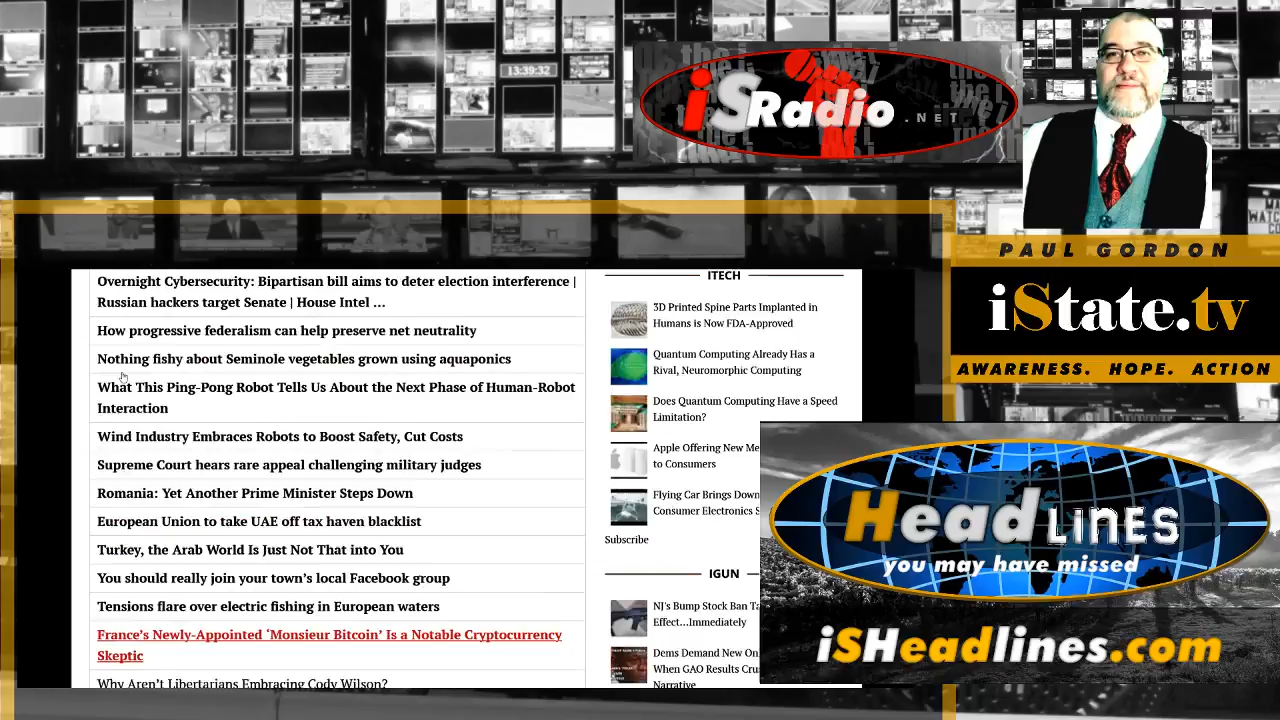 13:39:32
iSRadio .NET
PAUL GORDON
iState.tv
AWARENESS. HOPE. ACTION
Overnight Cybersecurity: Bipartisan bill aims to deter election interference |
Russian hackers target Senate | House Intel …
How progressive federalism can help preserve net neutrality
Nothing fishy about Seminole vegetables grown using aquaponics
What This Ping-Pong Robot Tells Us About the Next Phase of Human-Robot
Interaction
Wind Industry Embraces Robots to Boost Safety, Cut Costs
Supreme Court hears rare appeal challenging military judges
Romania: Yet Another Prime Minister Steps Down
European Union to take UAE off tax haven blacklist
Turkey, the Arab World Is Just Not That into You
You should really join your town’s local Facebook group
Tensions flare over electric fishing in European waters
France’s Newly-Appointed ‘Monsieur Bitcoin’ Is a Notable Cryptocurrency
Skeptic
Why Aren’t Libertarians Embracing Cody Wilson?
ITECH
3D Printed Spine Parts Implanted in
Humans is Now FDA-Approved
Quantum Computing Already Has a
Rival, Neuromorphic Computing
Does Quantum Computing Have a Speed
Limitation?
Apple Offering New Me
to Consumers
Flying Car Brings Down
Consumer Electronics S
Subscribe
IGUN
NJ's Bump Stock Ban Ta
Effect...Immediately
Dems Demand New On
When GAO Results Cru
Narrative
HeadLINES
you may have missed
iSHeadlines.com